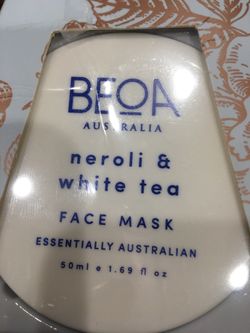 BEOA
AUSTRALIA
neroli &
white tea
FACE MASK
ESSENTIALLY AUSTRALIAN
50ml e 1.69 fl oz